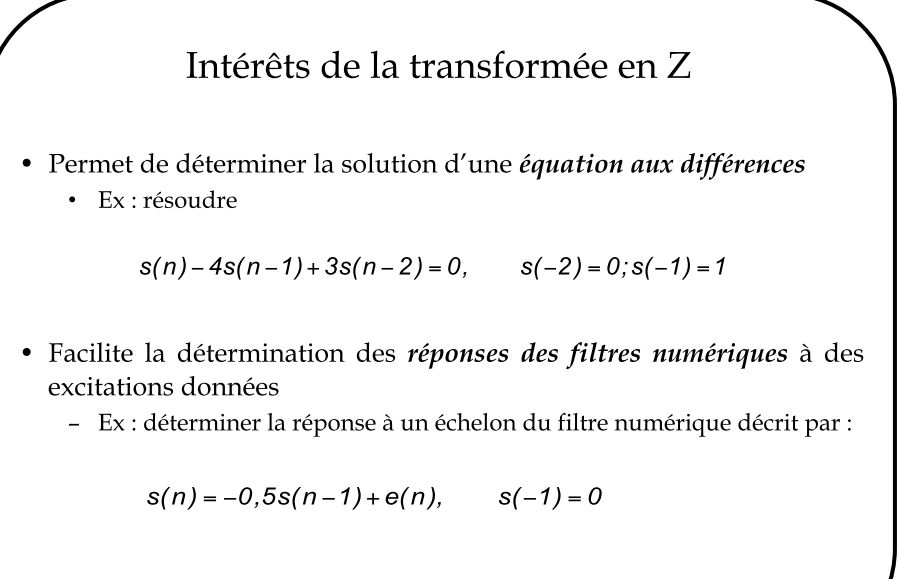 Intérêts de la transformée en Z
• Permet de déterminer la solution d’une équation aux différences
• Ex : résoudre
s(n) – 4s(n – 1) + 3s(n – 2) = 0, s(–2) = 0; s(–1) = 1
• Facilite la détermination des réponses des filtres numériques à des
excitations données
– Ex : déterminer la réponse à un échelon du filtre numérique décrit par :
s(n) = –0,5s(n – 1) + e(n), s(–1) = 0